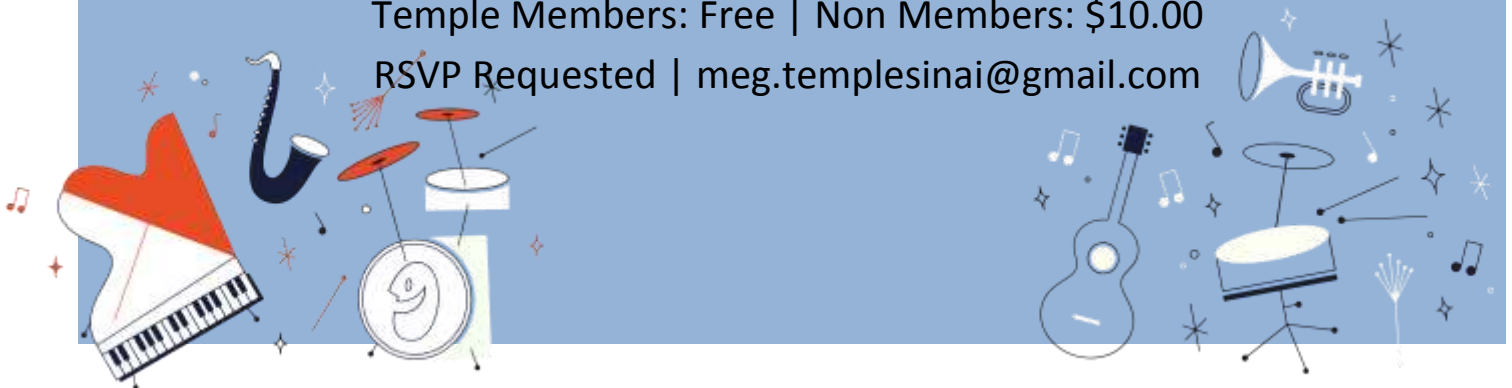 Temple Members: Free | Non Members: $10.00
RSVP Requested | meg.templesinai@gmail.com